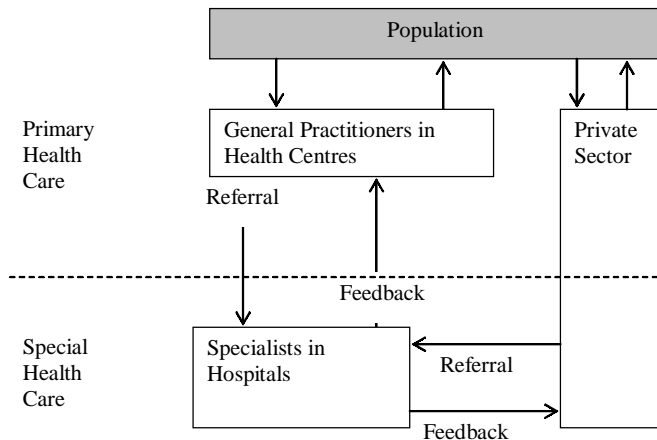 Population
Primary
Health
Care
General Practitioners in
Health Centres
Private
Sector
Referral
Feedback
Special
Health
Care
Specialists in
Hospitals
Referral
Feedback